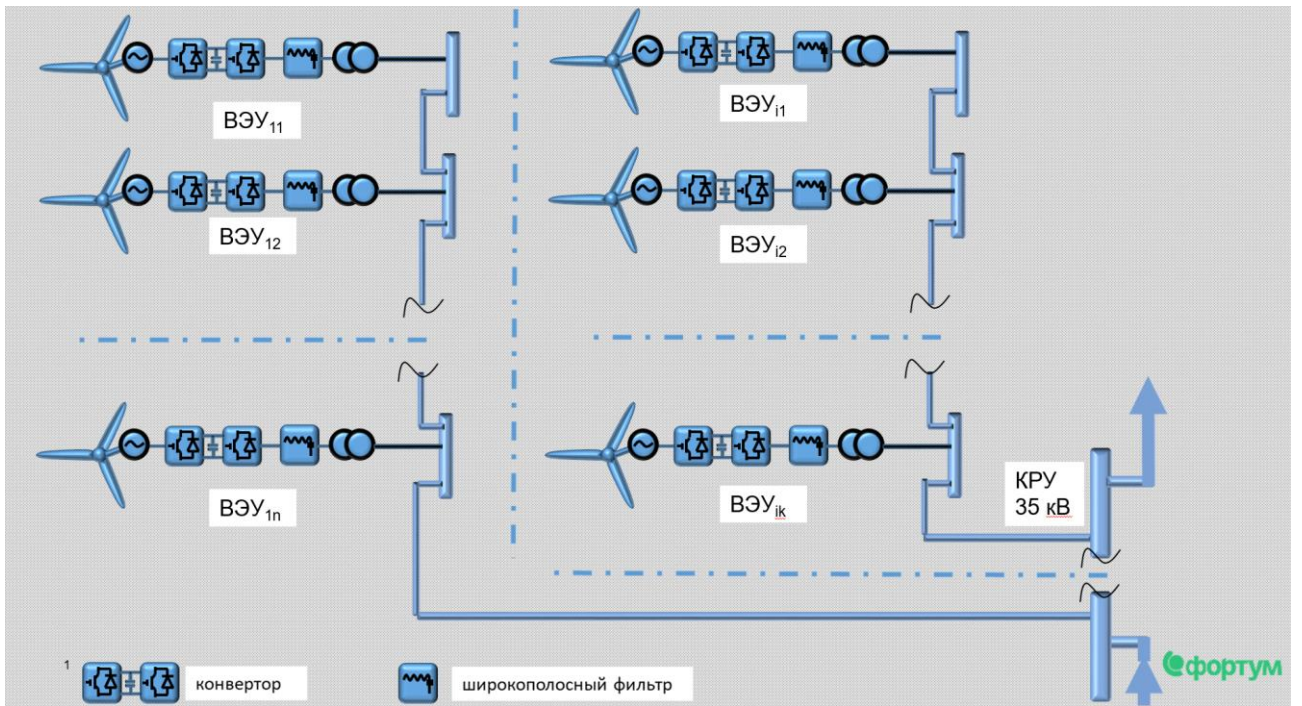 ВЭУ11
ВЭУi1
ВЭУ12
ВЭУi2
ВЭУ1n
ВЭУik
КРУ
35 кВ
1
конвертор
широкополосный фильтр
фортум